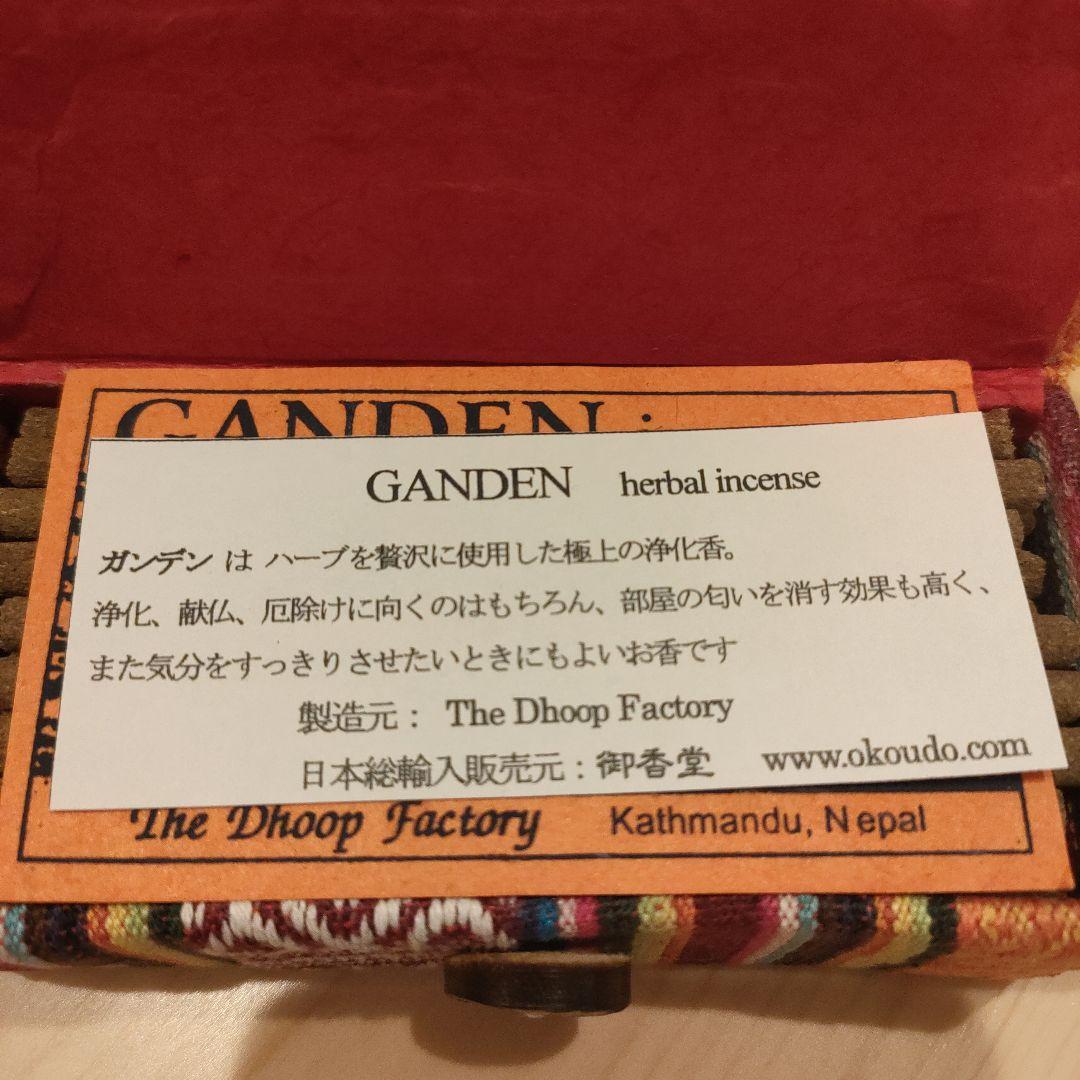 GANDEN :
GANDEN herbal incense
ガンデン は ハーブを贅沢に使用した極上の浄化香。
浄化、献仏、厄除けに向くのはもちろん、部屋の匂いを消す効果も高く、
また気分をすっきりさせたいときにもよいお香です
製造元： The Dhoop Factory
日本総輸入販売元：御香堂 www.okoudo.com
The Dhoop Factory Kathmandu, Nepal